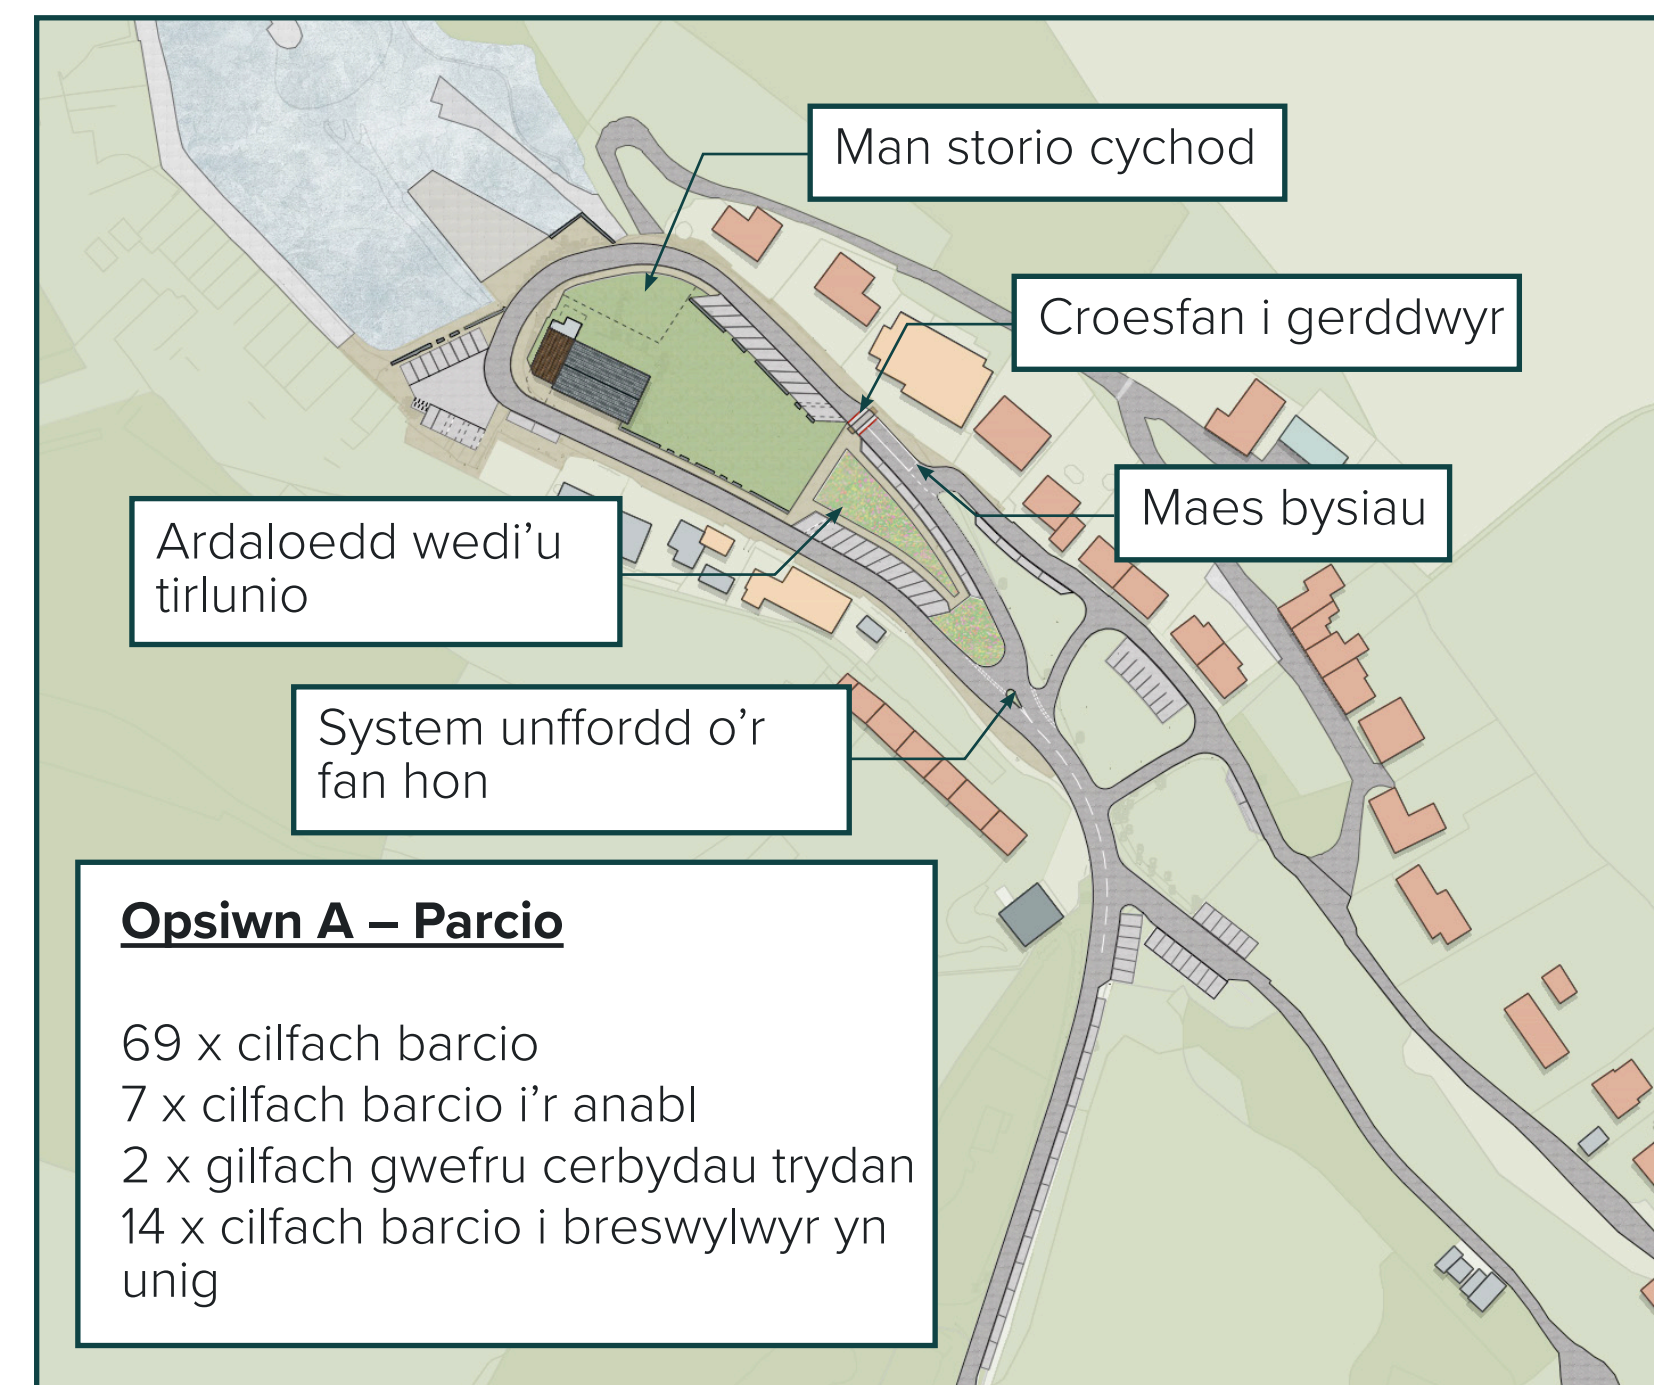 Man storio cychod
Croesfan i gerddwyr
Maes bysiau
Ardaloedd wedi’u
tirlunio
System unffordd o’r
fan hon
Opsiwn A – Parcio
69 x cilfach barcio
7 x cilfach barcio i’r anabl
2 x gilfach gwefru cerbydau trydan
14 x cilfach barcio i breswylwyr yn
unig